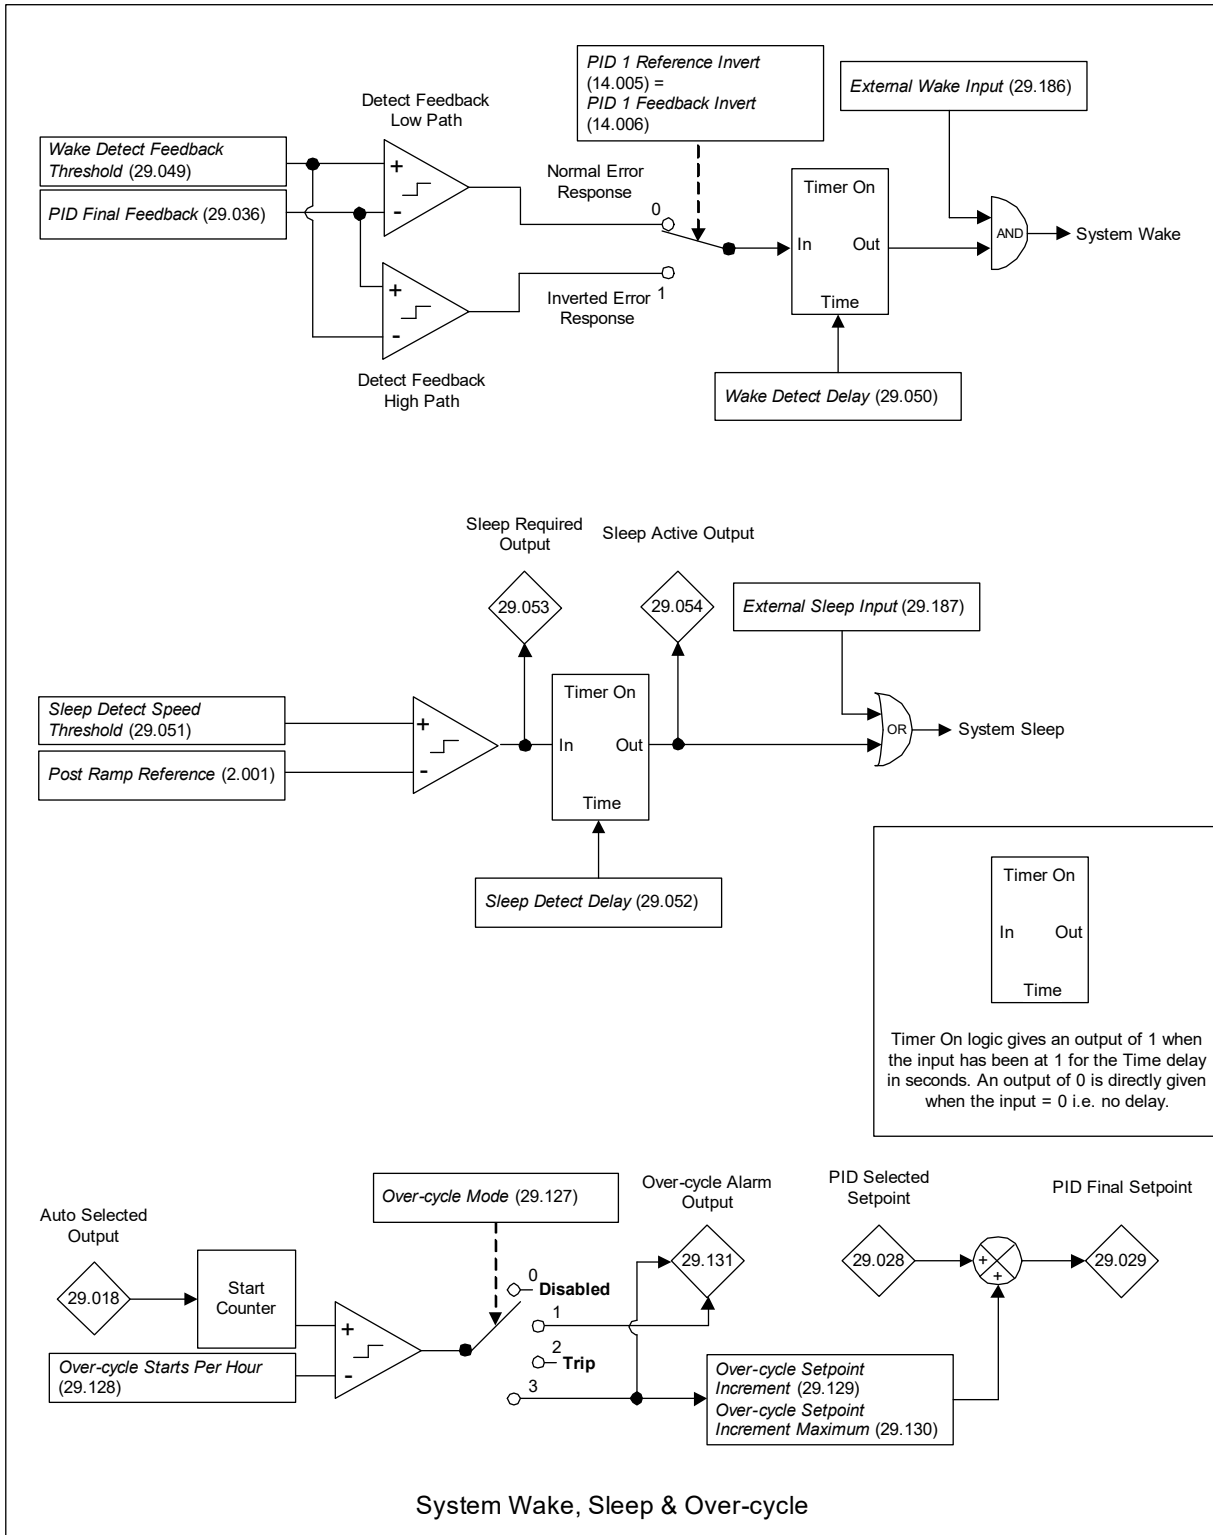 PID 1 Reference Invert
(14.005) =
PID 1 Feedback Invert
(14.006)
External Wake Input (29.186)
Detect Feedback
Low Path
Wake Detect Feedback
Threshold (29.049)
PID Final Feedback (29.036)
+
-
Normal Error
Response
0
Timer On
In Out
Time
AND
System Wake
+
-
1
Inverted Error
Response
Detect Feedback
High Path
Wake Detect Delay (29.050)
Sleep Required
Output
Sleep Active Output
29.053
29.054
External Sleep Input (29.187)
Sleep Detect Speed
Threshold (29.051)
Post Ramp Reference (2.001)
+
-
Timer On
In Out
Time
OR
System Sleep
Sleep Detect Delay (29.052)
Timer On
In Out
Time
Timer On logic gives an output of 1 when
the input has been at 1 for the Time delay
in seconds. An output of 0 is directly given
when the input = 0 i.e. no delay.
Over-cycle Mode (29.127)
Over-cycle Alarm
Output
PID Selected
Setpoint
PID Final Setpoint
Auto Selected
Output
29.018
Start
Counter
Over-cycle Starts Per Hour
(29.128)
+
-
0
Disabled
1
2
Trip
3
29.131
29.028
+
+
29.029
Over-cycle Setpoint
Increment (29.129)
Over-cycle Setpoint
Increment Maximum (29.130)
System Wake, Sleep & Over-cycle